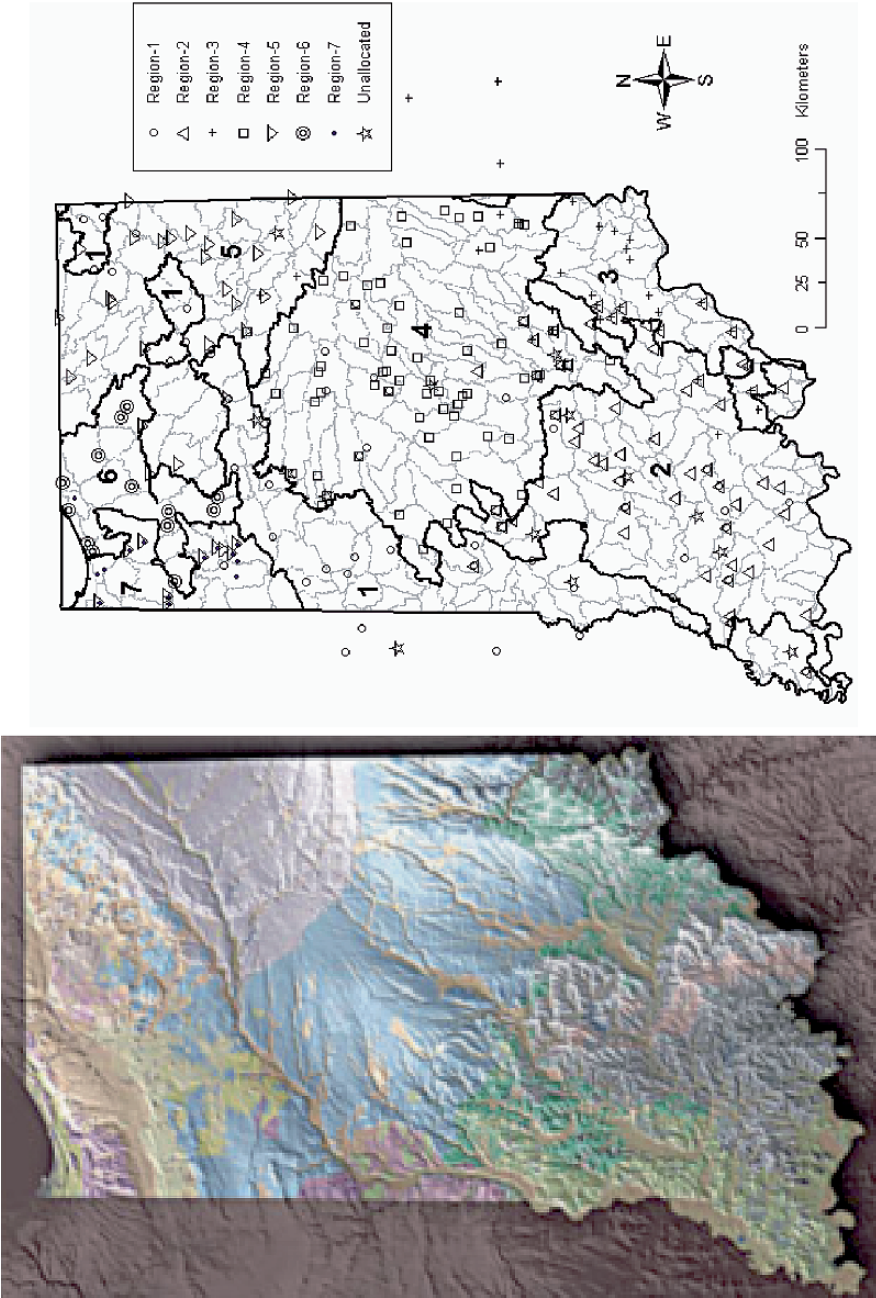 Region-1
Region-2
Region-3
Region-4
Region-5
Region-6
Region-7
Unallocated
N
W E
S
0 25 50 100 Kilometers
1
5
1
6
7
4
1
3
2